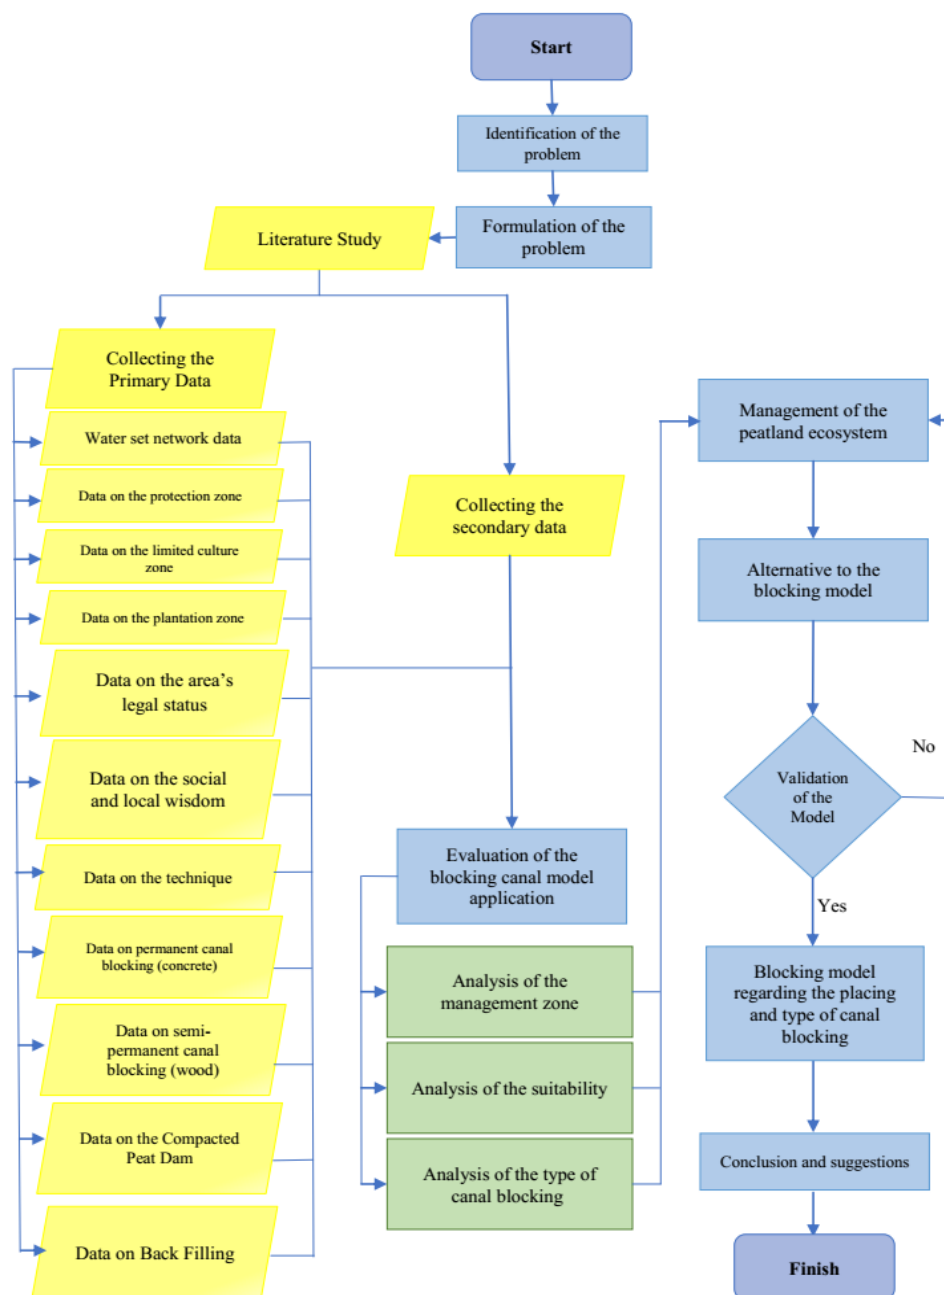 Start
Identification of the
problem
Formulation of the
problem
Literature Study
Collecting the
Primary Data
Water set network data
Data on the protection zone
Data on the limited culture
zone
Data on the plantation zone
Data on the area's
legal status
Data on the social
and local wisdom
Data on the technique
Data on permanent canal
blocking (concrete)
Data on semi-
permanent canal
blocking (wood)
Data on the Compacted
Peat Dam
Data on Back Filling
Collecting the
secondary data
Evaluation of the
blocking canal model
application
Analysis of the
management zone
Analysis of the suitability
Analysis of the type of
canal blocking
Management of the
peatland ecosystem
Alternative to the
blocking model
Validation
of the
Model
No
Yes
Blocking model
regarding the placing
and type of canal
blocking
Conclusion and suggestions
Finish